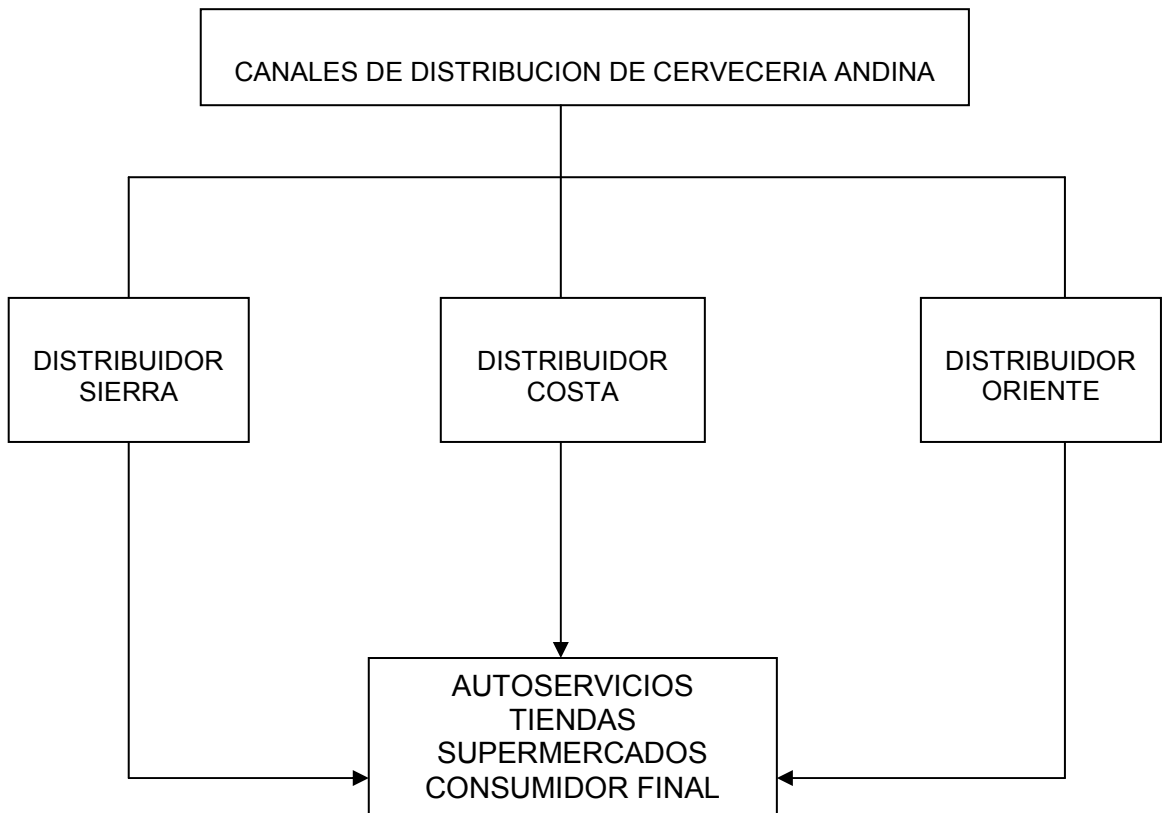 CANALES DE DISTRIBUCION DE CERVECERIA ANDINA
DISTRIBUIDOR
SIERRA
DISTRIBUIDOR
COSTA
DISTRIBUIDOR
ORIENTE
AUTOSERVICIOS
TIENDAS
SUPERMERCADOS
CONSUMIDOR FINAL